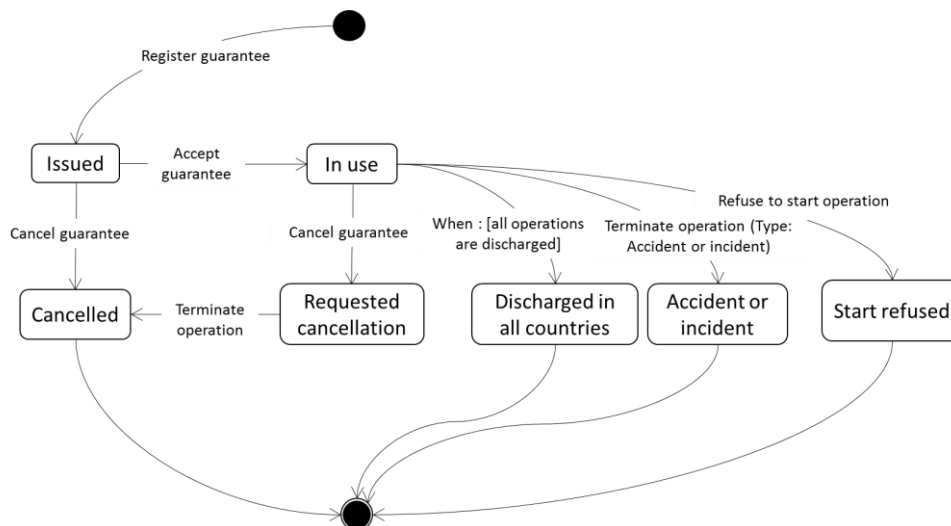 Register guarantee
Issued
Accept
guarantee
In use
Refuse to start operation
Cancel guarantee
Cancel guarantee
When : [all operations
are discharged]
Terminate operation (Type:
Accident or incident)
Cancelled
Terminate
operation
Requested
cancellation
Discharged in
all countries
Accident or
incident
Start refused